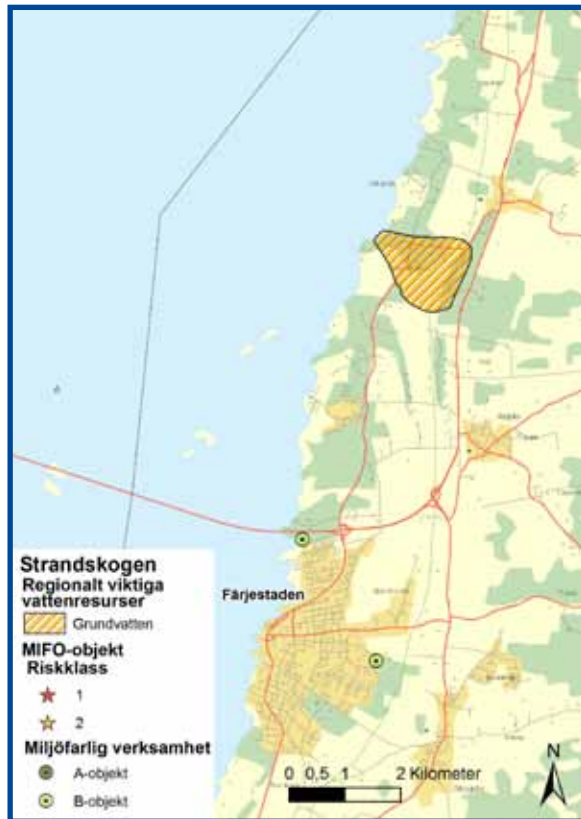 Färjestaden
Strandskogen
Regionalt viktiga
vattenresurser
Grundvatten
MIFO-objekt
Riskklass
1
2
Miljöfarlig verksamhet
A-objekt
B-objekt
0 0,5 1 2 Kilometer
N